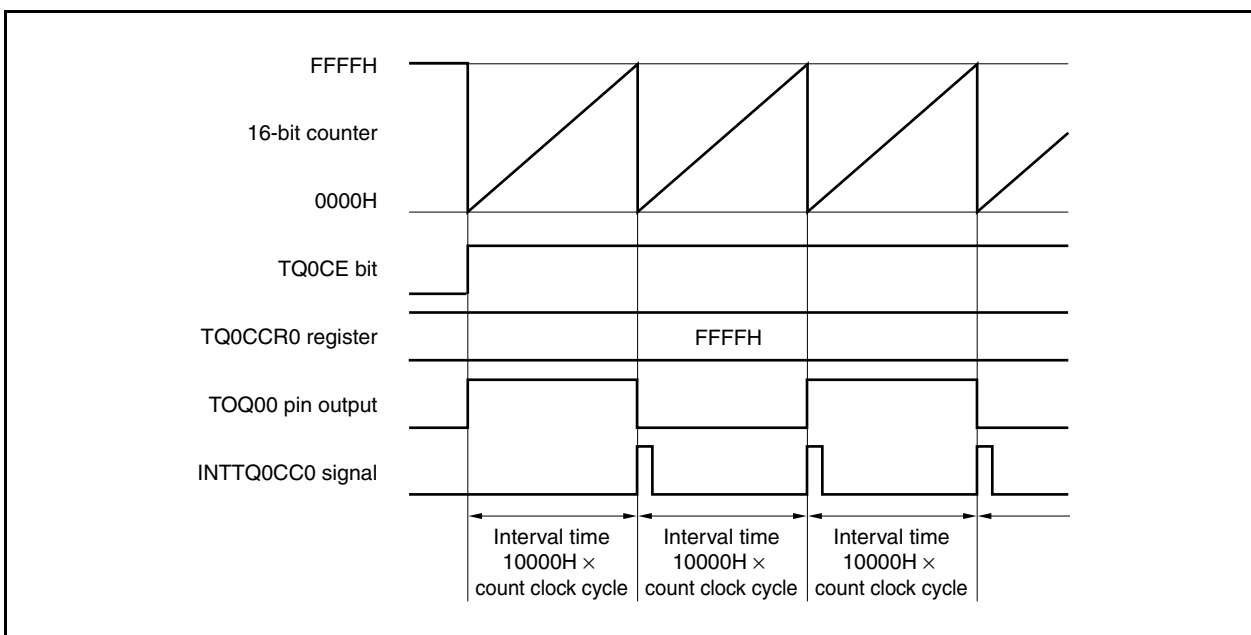 FFFFH
16-bit counter
0000H
TQ0CE bit
TQ0CCR0 register
FFFFH
TOQ00 pin output
INTTQ0CC0 signal
Interval time
10000H ×
count clock cycle
Interval time
10000H ×
count clock cycle
Interval time
10000H ×
count clock cycle